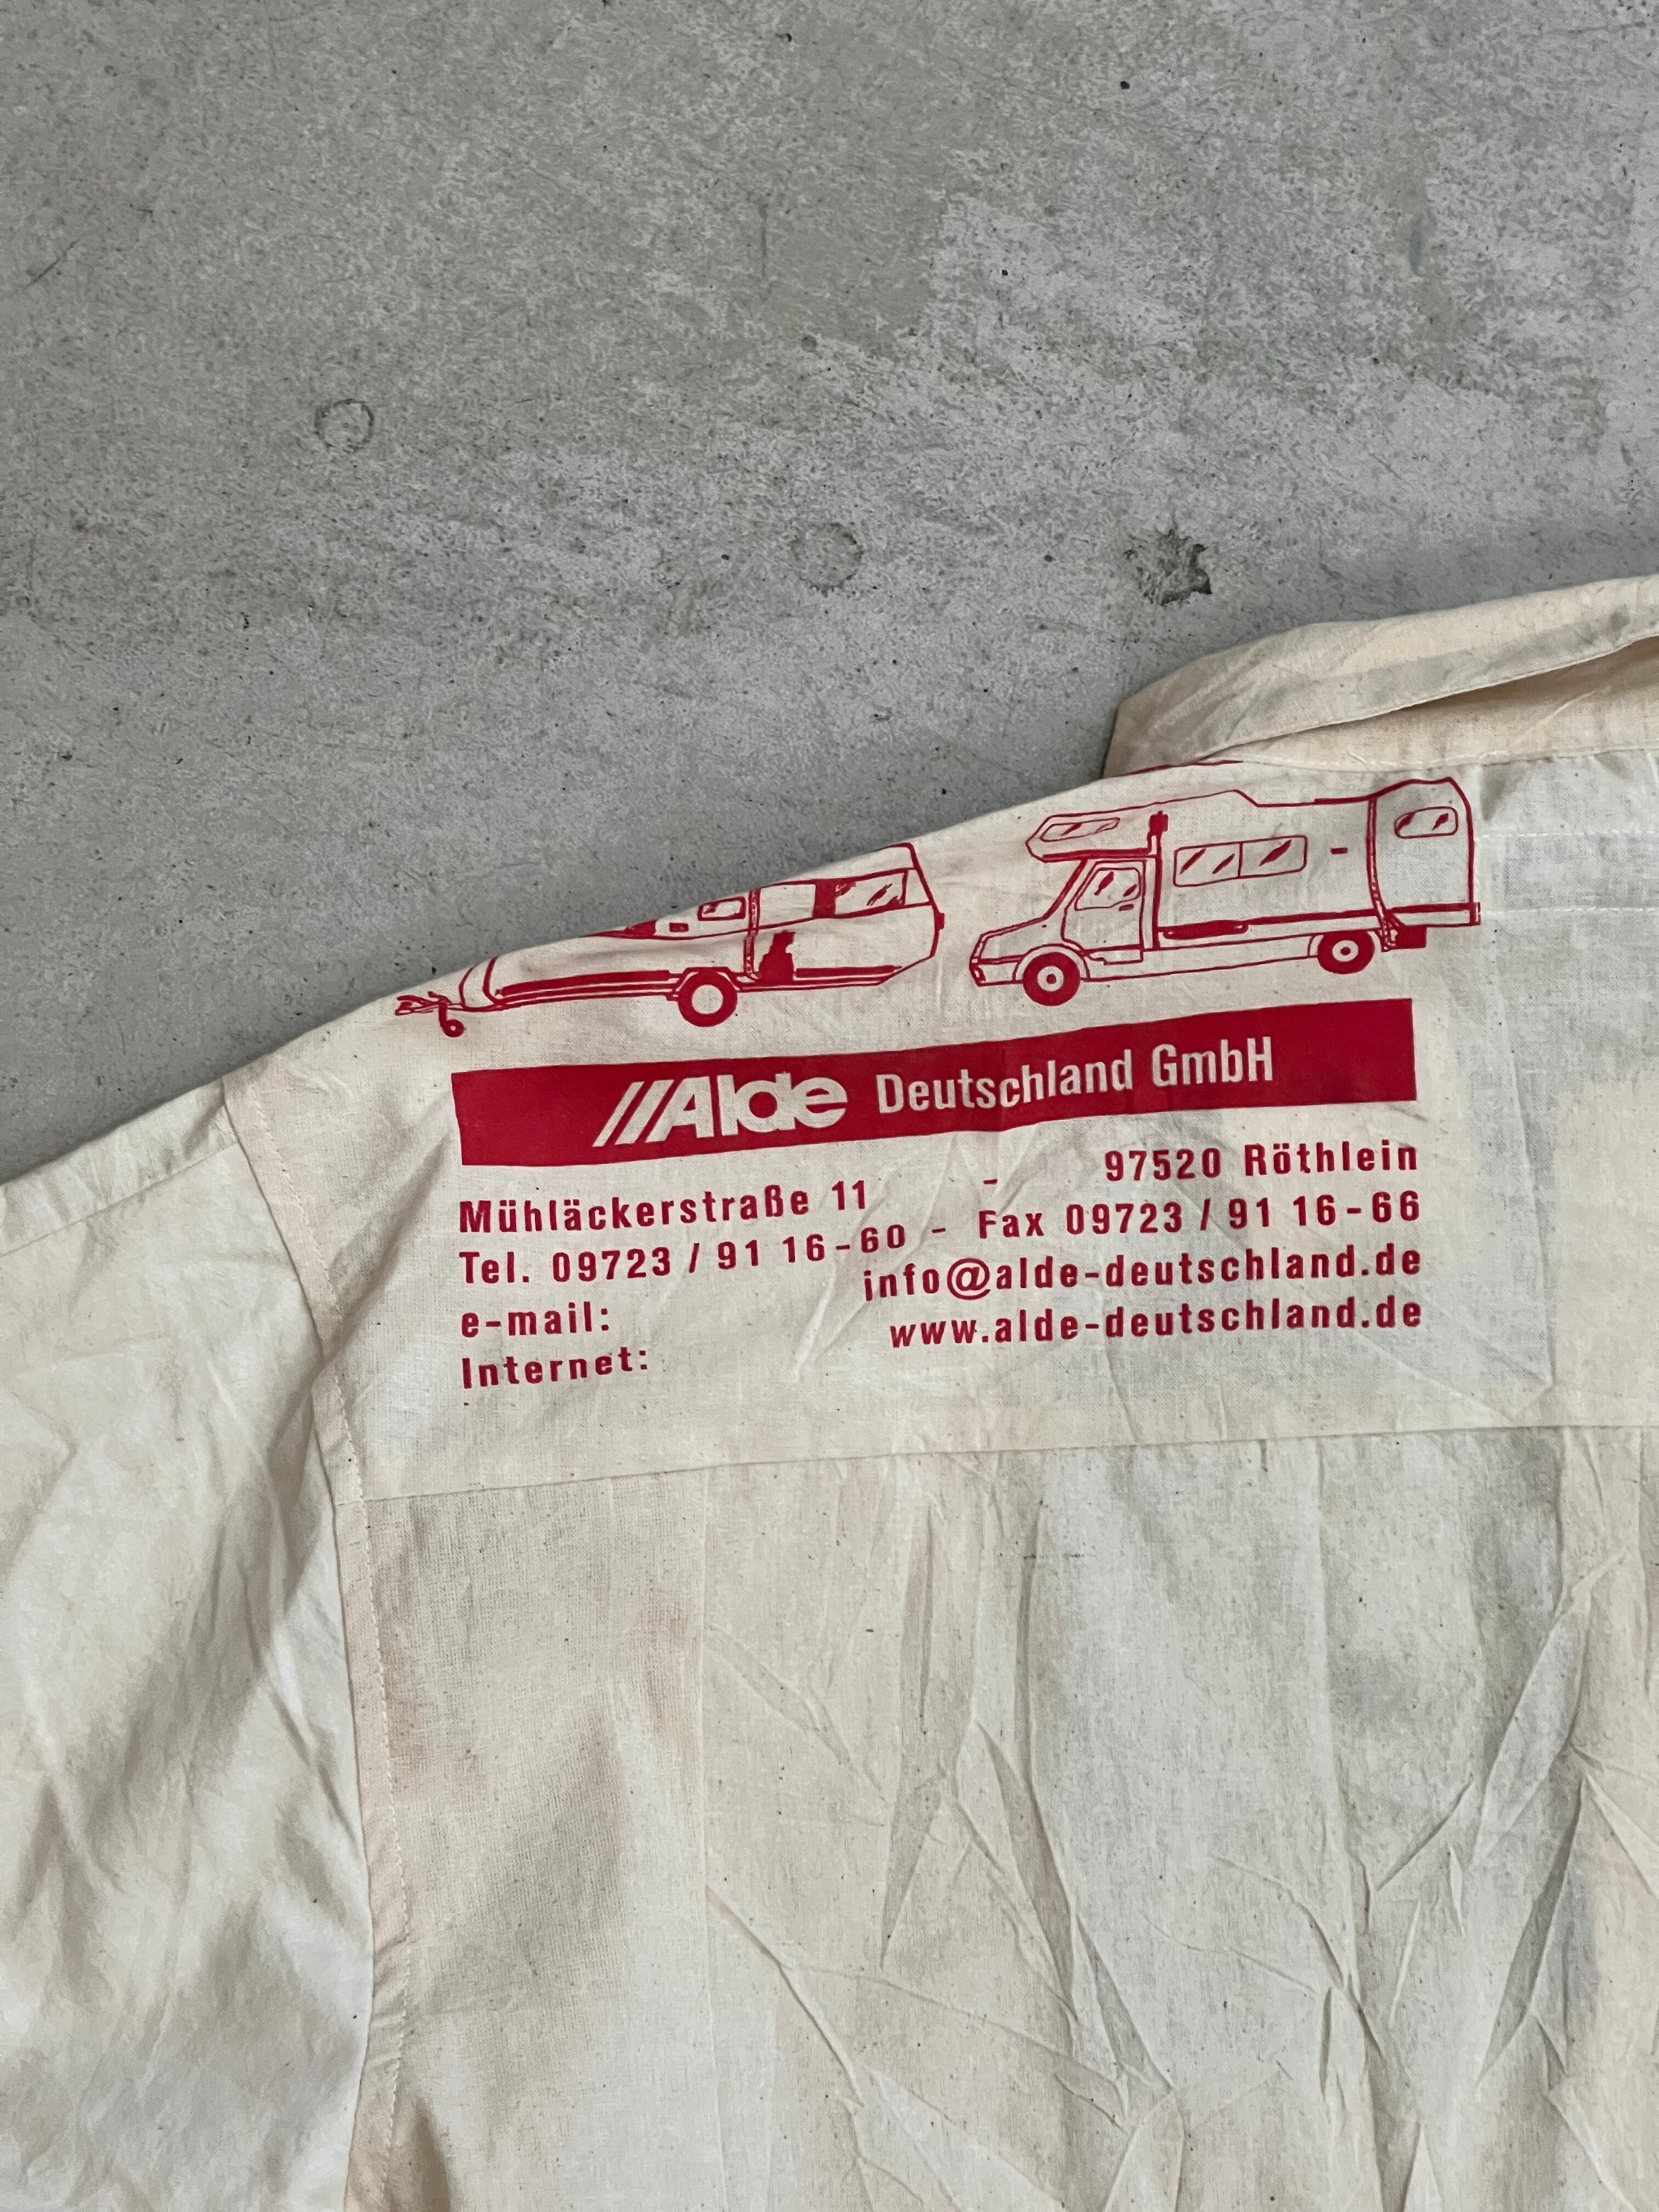 //Alde Deutschland GmbH
Mühläckerstraße 11 - 97520 Röthlein
Tel. 09723 / 91 16-60 - Fax 09723 / 91 16-66
e-mail: info@alde-deutschland.de
Internet: www.alde-deutschland.de